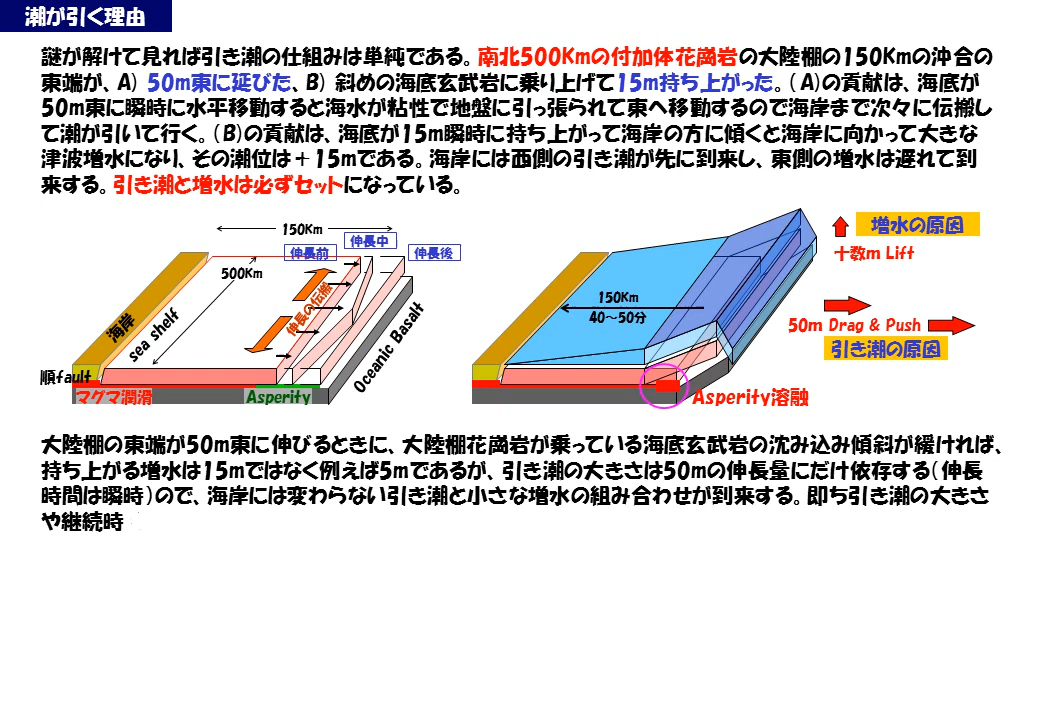 潮が引く理由
謎が解けて見れば引き潮の仕組みは単純である。南北500Kmの付加体花崗岩の大陸棚の150Kmの沖合の
東端が、A) 50m東に延びた、B) 斜めの海底玄武岩に乗り上げて15m持ち上がった。(A)の貢献は、海底が
50m東に瞬時に水平移動すると海水が粘性で地盤に引っ張られて東へ移動するので海岸まで次々に伝搬し
て潮が引いて行く。(B)の貢献は、海底が15m瞬時に持ち上がって海岸の方に傾くと海岸に向かって大きな
津波増水になり、その潮位は＋15mである。海岸には西側の引き潮が先に到来し、東側の増水は遅れて到
来する。引き潮と増水は必ずセットになっている。
150Km
伸長前
伸長中
伸長後
500Km
伸長の伝搬
海岸
sea shelf
Oceanic Basalt
順fault
マグマ潤滑
Asperity
増水の原因
十数m Lift
150Km
40～50分
50m Drag & Push
引き潮の原因
Asperity溶融
大陸棚の東端が50m東に伸びるときに、大陸棚花崗岩が乗っている海底玄武岩の沈み込み傾斜が緩ければ、
持ち上がる増水は15mではなく例えば5mであるが、引き潮の大きさは50mの伸長量にだけ依存する(伸長
時間は瞬時)ので、海岸には変わらない引き潮と小さな増水の組み合わせが到来する。即ち引き潮の大きさ
や継続時